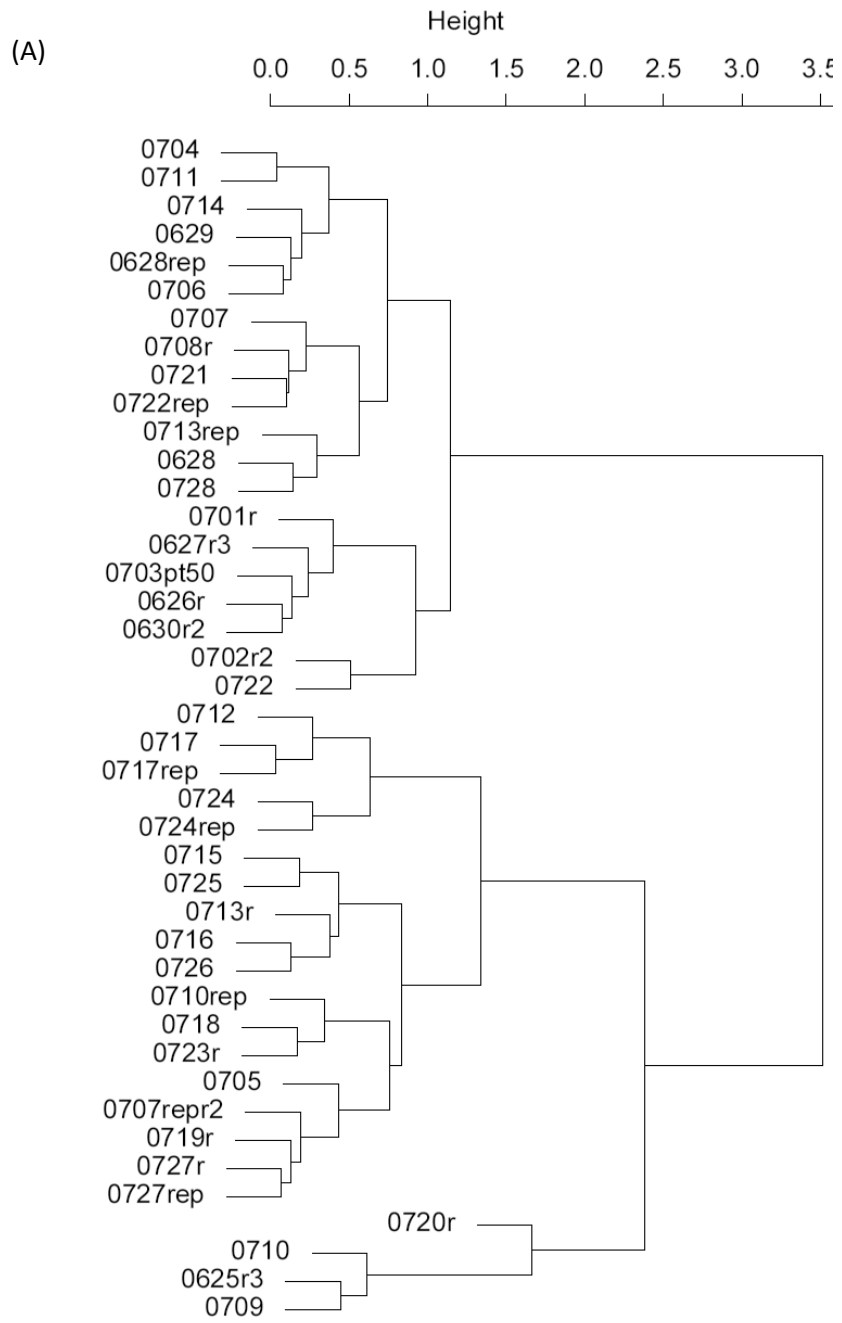 Height
(A)
0.0 0.5 1.0 1.5 2.0 2.5 3.0 3.5
0704
0711
0714
0629
0628rep
0706
0707
0708r
0721
0722rep
0713rep
0628
0728
0701r
0627r3
0703pt50
0626r
0630r2
0702r2
0722
0712
0717
0717rep
0724
0724rep
0715
0725
0713r
0716
0726
0710rep
0718
0723r
0705
0707repr2
0719r
0727r
0727rep
0720r
0710
0625r3
0709